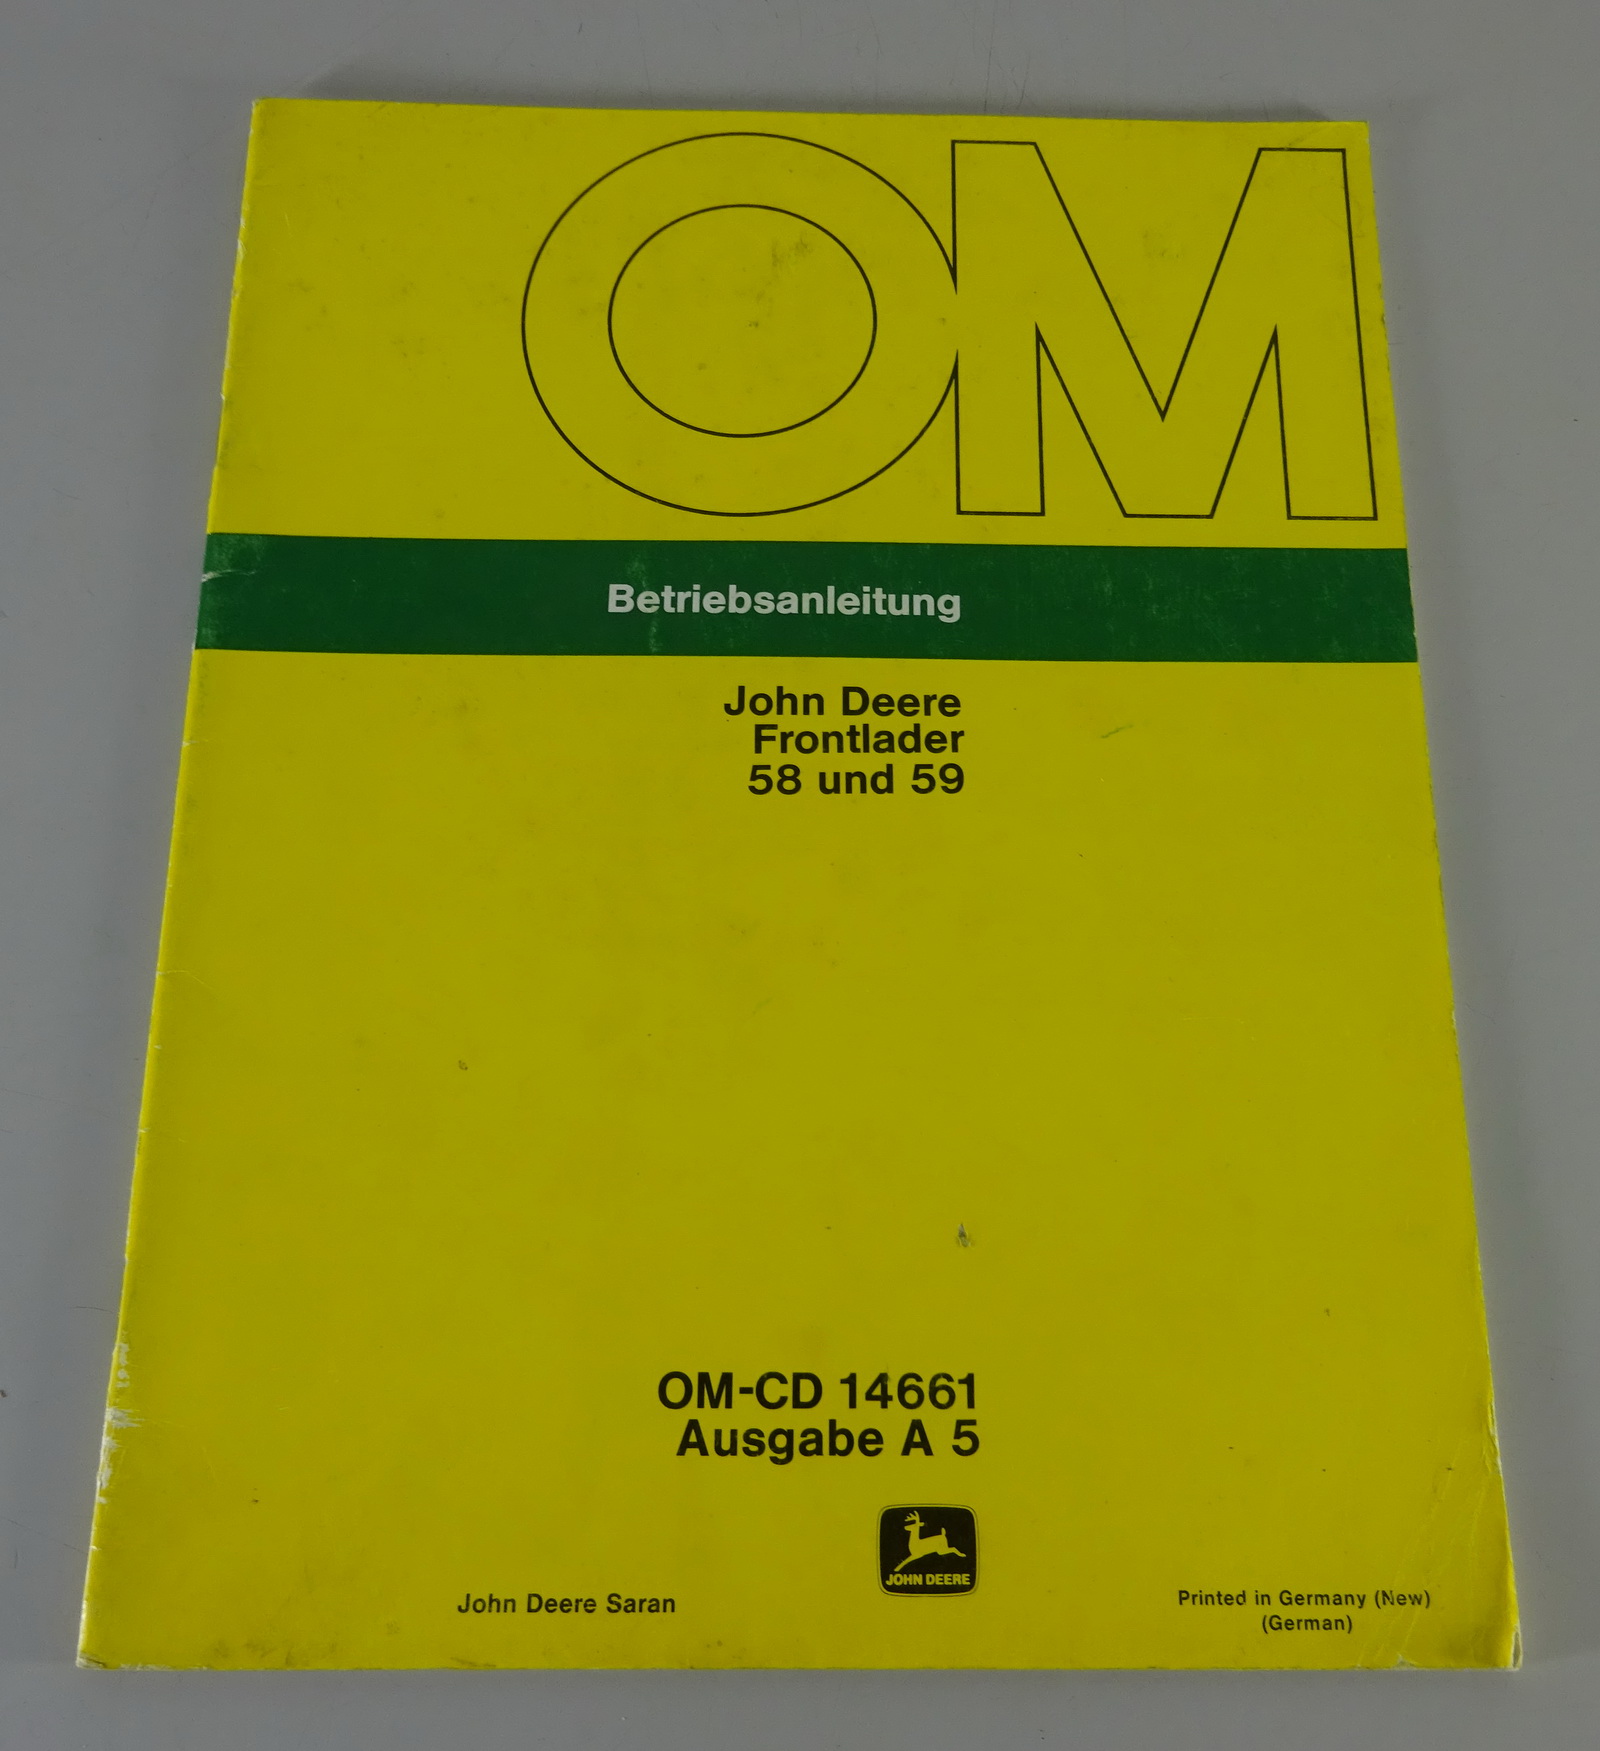 OM
Betriebsanleitung
John Deere
Frontlader
58 und 59
OM-CD 14661
Ausgabe A 5
JOHN DEERE
John Deere Saran
Printed in Germany (New)
(German)